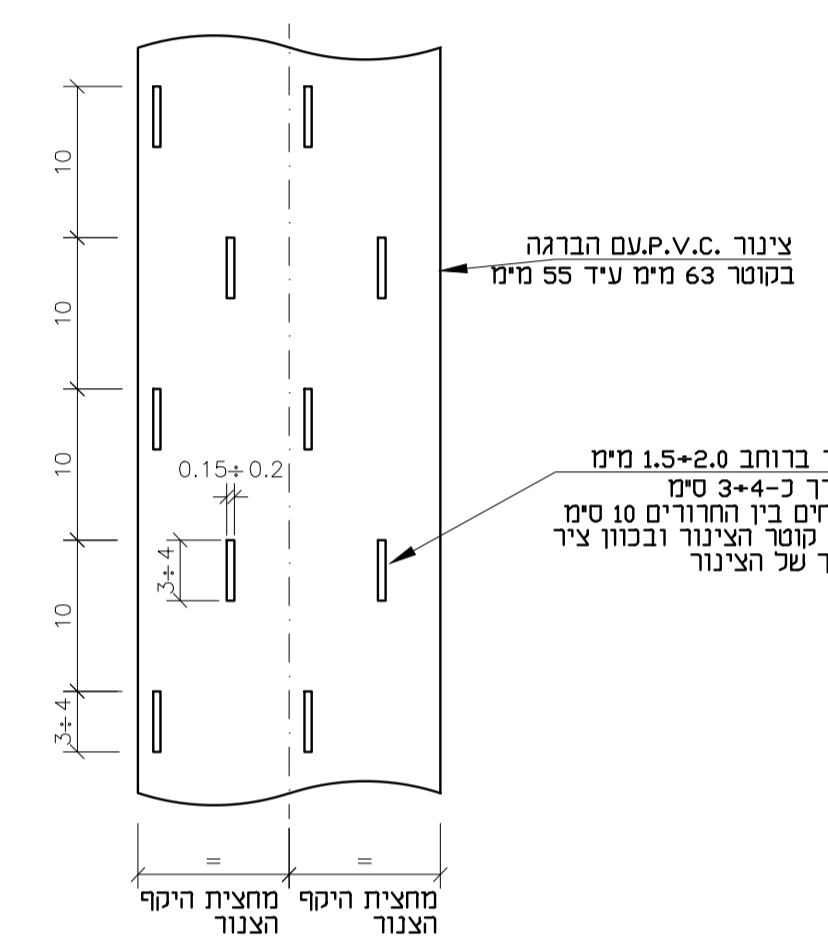 10
צינור P.V.C. עם הברגה
בקוטר 63 מ"מ ע"ד 55 מ"מ
10
10
ברוחב 1.5÷2.0 מ"מ
כ-3÷4 ס"מ
בין החרורים 10 ס"מ
קוטר הצינור ובכוון ציר
של הצינור
0.15÷0.2
3÷4
10
3÷4
=
=
מחצית היקף
הצנור
מחצית היקף
הצנור